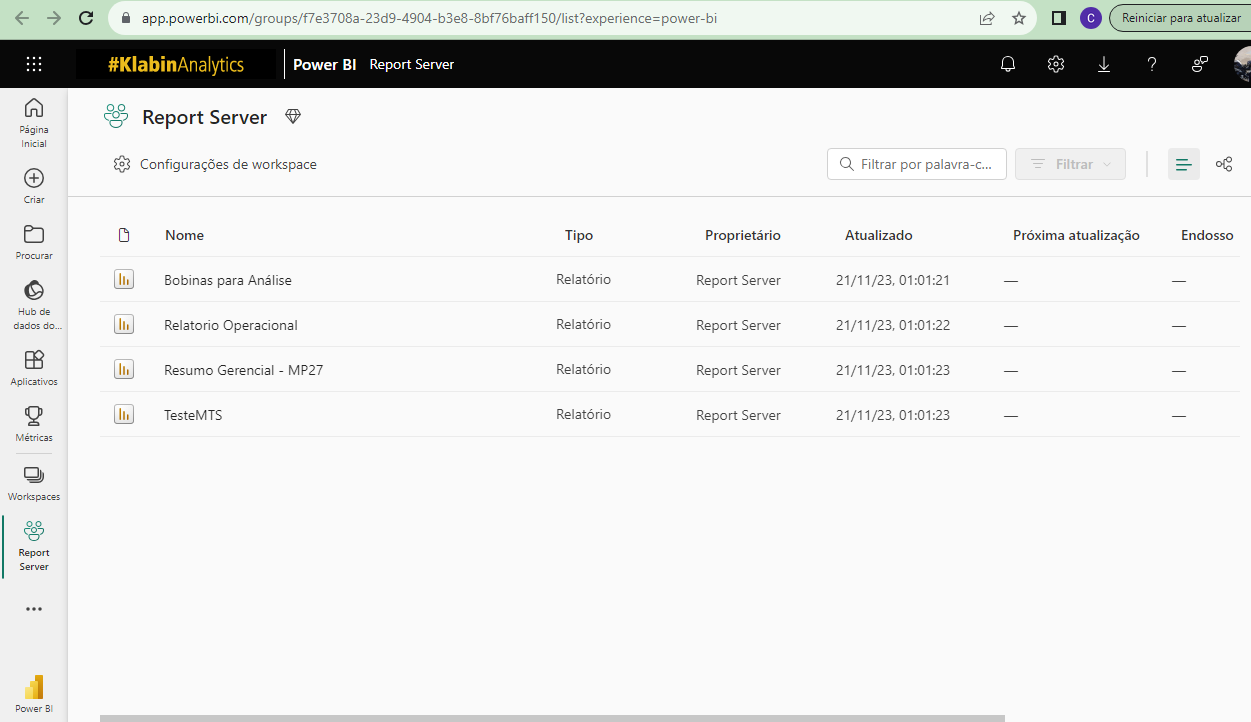 app.powerbi.com/groups/f7e3708a-23d9-4904-b3e8-8bf76baff150/list?experience=power-bi
C
Reiniciar para atualizar
#KlabinAnalytics
Power BI
Report Server
?
Página
Inicial
Criar
Procurar
Hub de
dados do...
Aplicativos
Métricas
Workspaces
Report
Server
Power BI
Report Server
Configurações de workspace
Filtrar por palavra-c...
Filtrar
Nome Tipo Proprietário Atualizado Próxima atualização Endosso
Bobinas para Análise Relatório Report Server 21/11/23, 01:01:21 — —
Relatorio Operacional Relatório Report Server 21/11/23, 01:01:22 — —
Resumo Gerencial - MP27 Relatório Report Server 21/11/23, 01:01:23 — —
TesteMTS Relatório Report Server 21/11/23, 01:01:23 — —